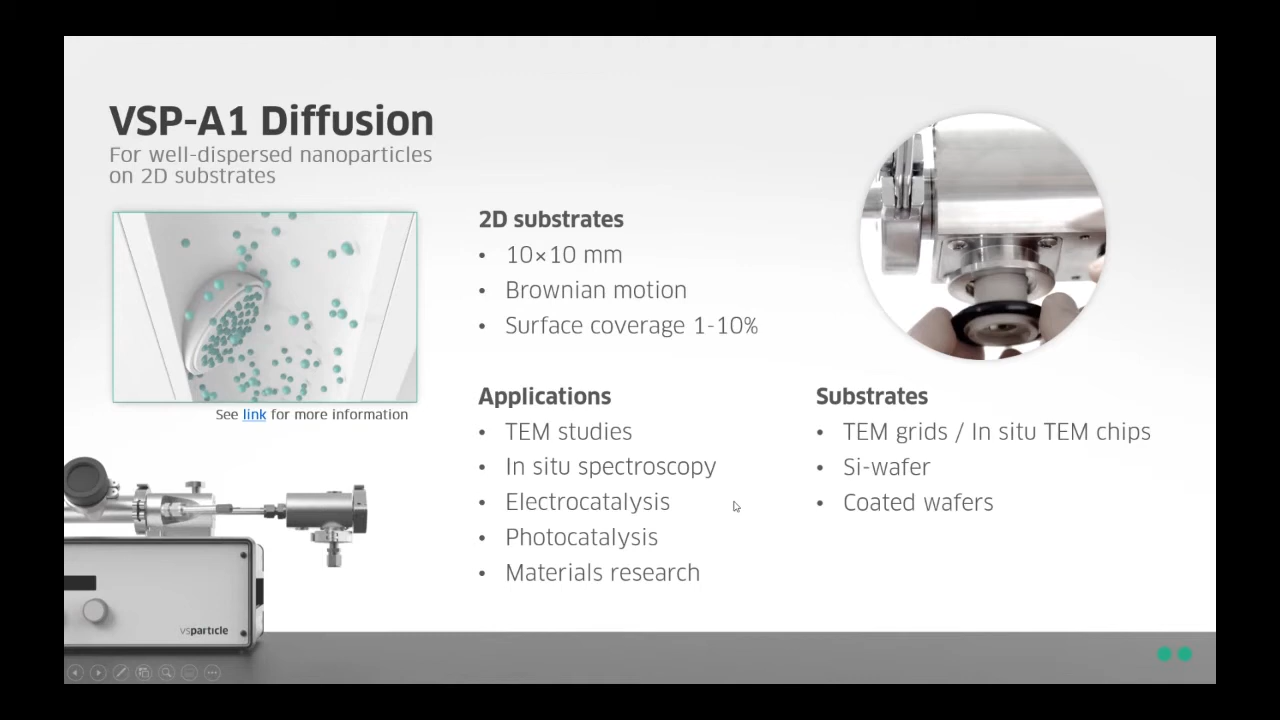 VSP-A1 Diffusion
For well-dispersed nanoparticles
on 2D substrates
See link for more information
2D substrates
• 10×10 mm
• Brownian motion
• Surface coverage 1-10%
Applications
• TEM studies
• In situ spectroscopy
• Electrocatalysis
• Photocatalysis
• Materials research
Substrates
• TEM grids / In situ TEM chips
• Si-wafer
• Coated wafers
vsparticle